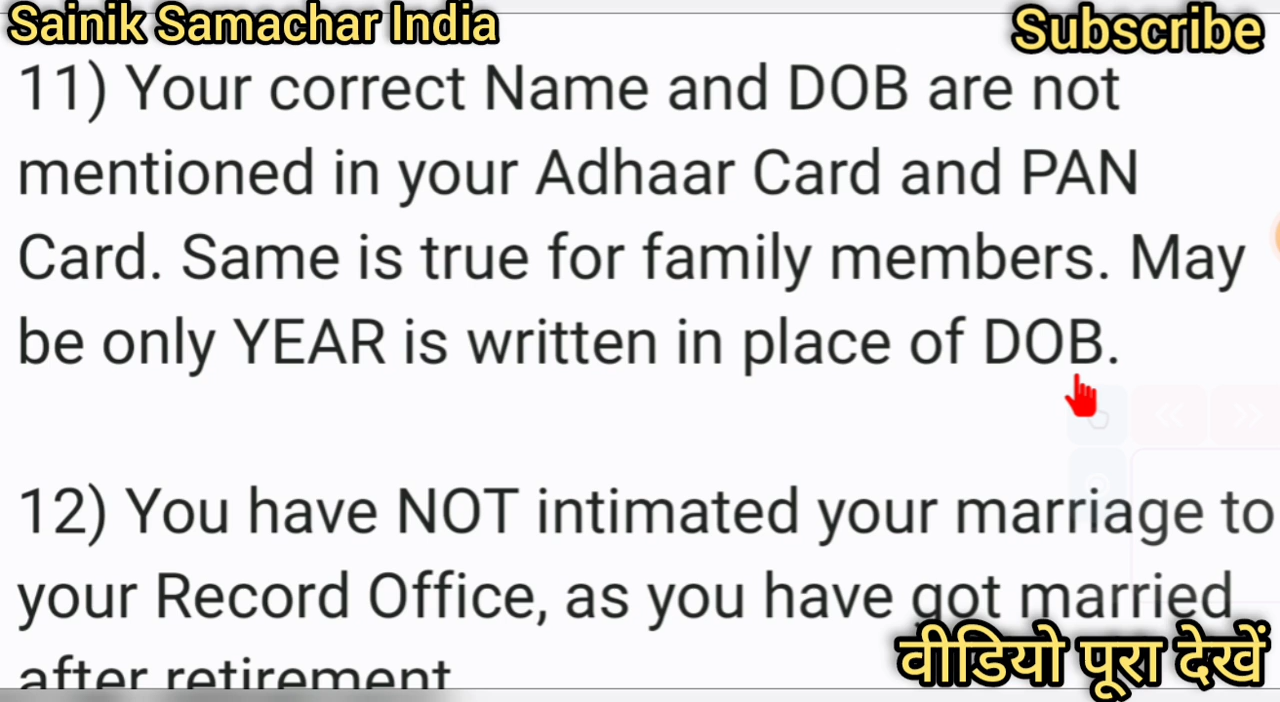 Sainik Samachar India
Subscribe
11) Your correct Name and DOB are not
mentioned in your Adhaar Card and PAN
Card. Same is true for family members. May
be only YEAR is written in place of DOB.
12) You have NOT intimated your marriage to
your Record Office, as you have got married
after retirement
वीडियो पूरा देखें